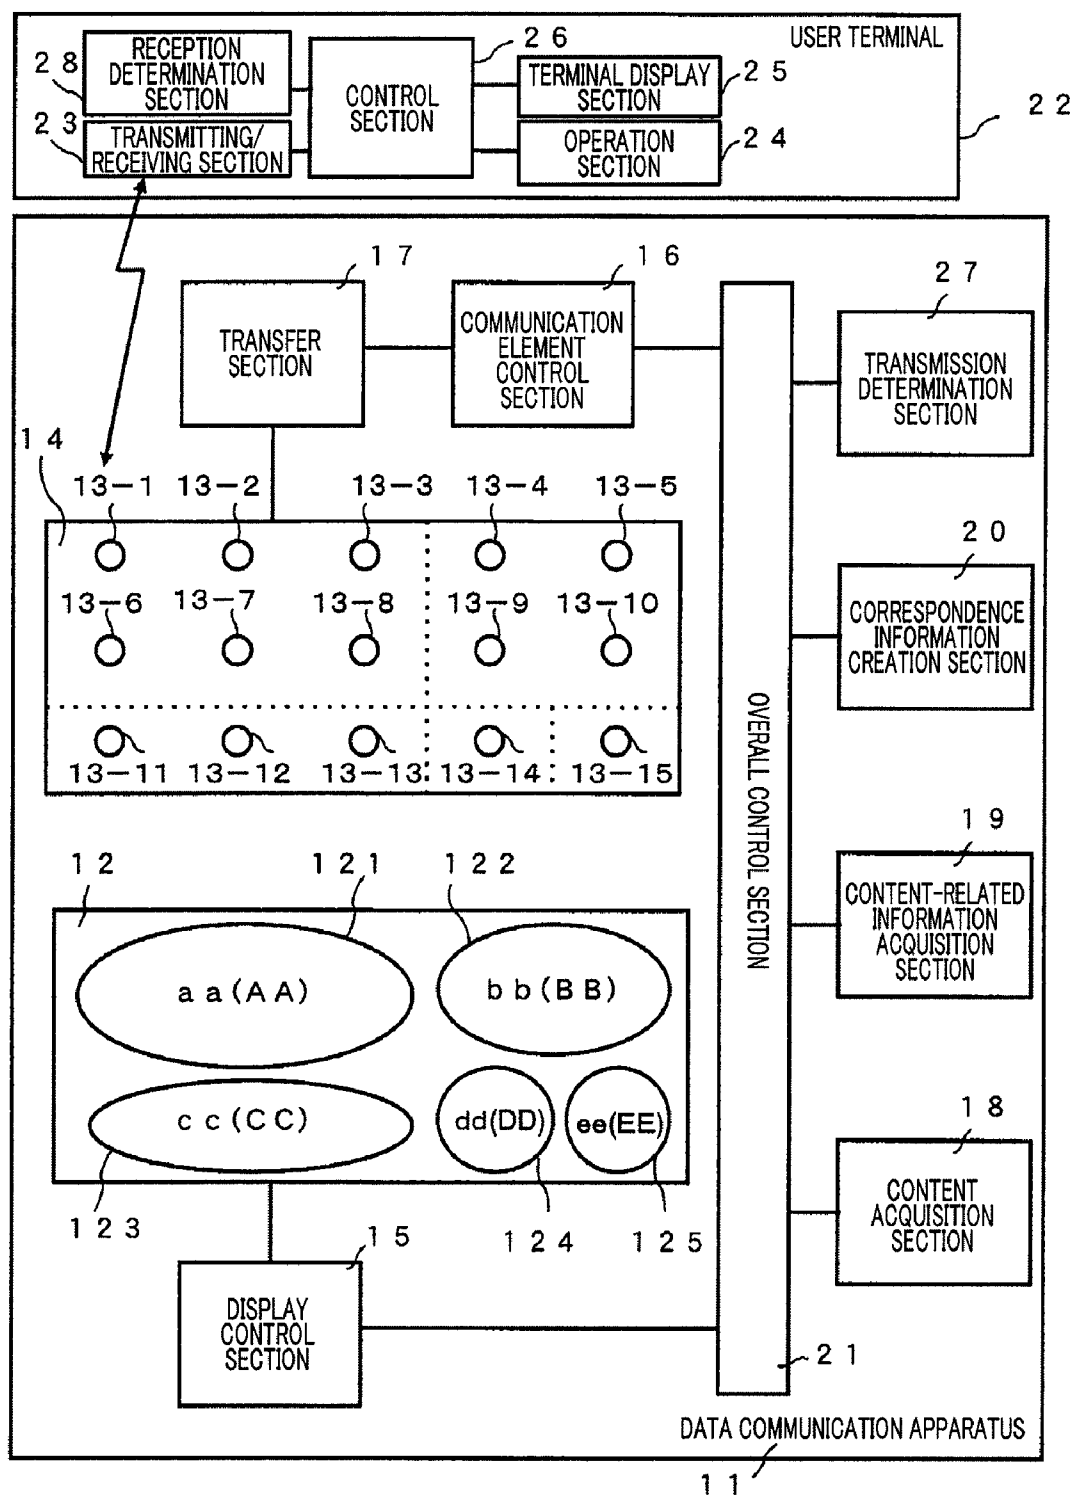 USER TERMINAL
28
RECEPTION
DETERMINATION
SECTION
23
TRANSMITTING/
RECEIVING SECTION
CONTROL
SECTION
26
TERMINAL DISPLAY
SECTION
25
OPERATION
SECTION
24
22
17
TRANSFER
SECTION
16
COMMUNICATION
ELEMENT
CONTROL
SECTION
27
TRANSMISSION
DETERMINATION
SECTION
14
13-1 13-2 13-3 13-4 13-5
13-6 13-7 13-8 13-9 13-10
13-11 13-12 13-13 13-14 13-15
20
CORRESPONDENCE
INFORMATION
CREATION SECTION
OVERALL CONTROL SECTION
19
CONTENT-RELATED
INFORMATION
ACQUISITION
SECTION
12 121 122
aa(AA) bb(BB)
cc(CC) dd(DD) ee(EE)
123 124 125
18
CONTENT
ACQUISITION
SECTION
15
DISPLAY
CONTROL
SECTION
21
DATA COMMUNICATION APPARATUS
11